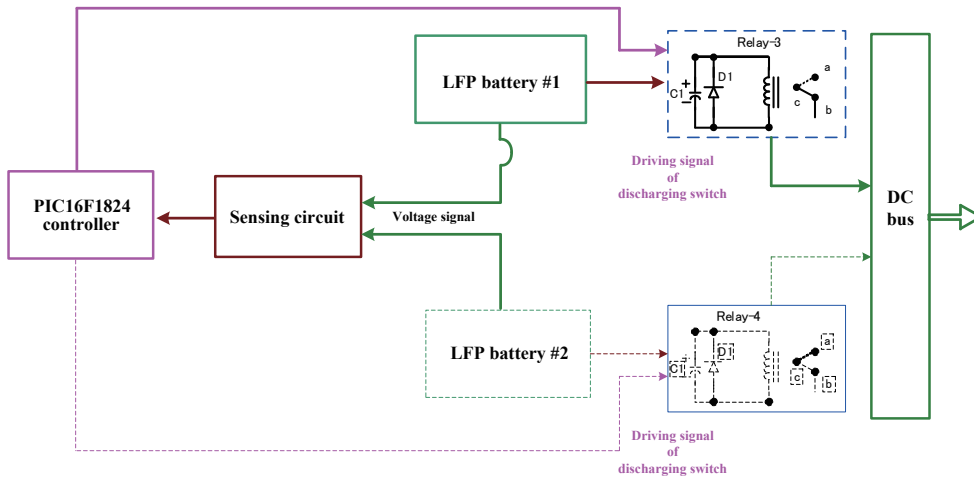 Relay-3
a
D1
C1
+
c
b
LFP battery #1
Driving signal
of
discharging switch
PIC16F1824
controller
Sensing circuit
Voltage signal
DC
bus
Relay-4
a
D1
C1
+
c
b
LFP battery #2
Driving signal
of
discharging switch